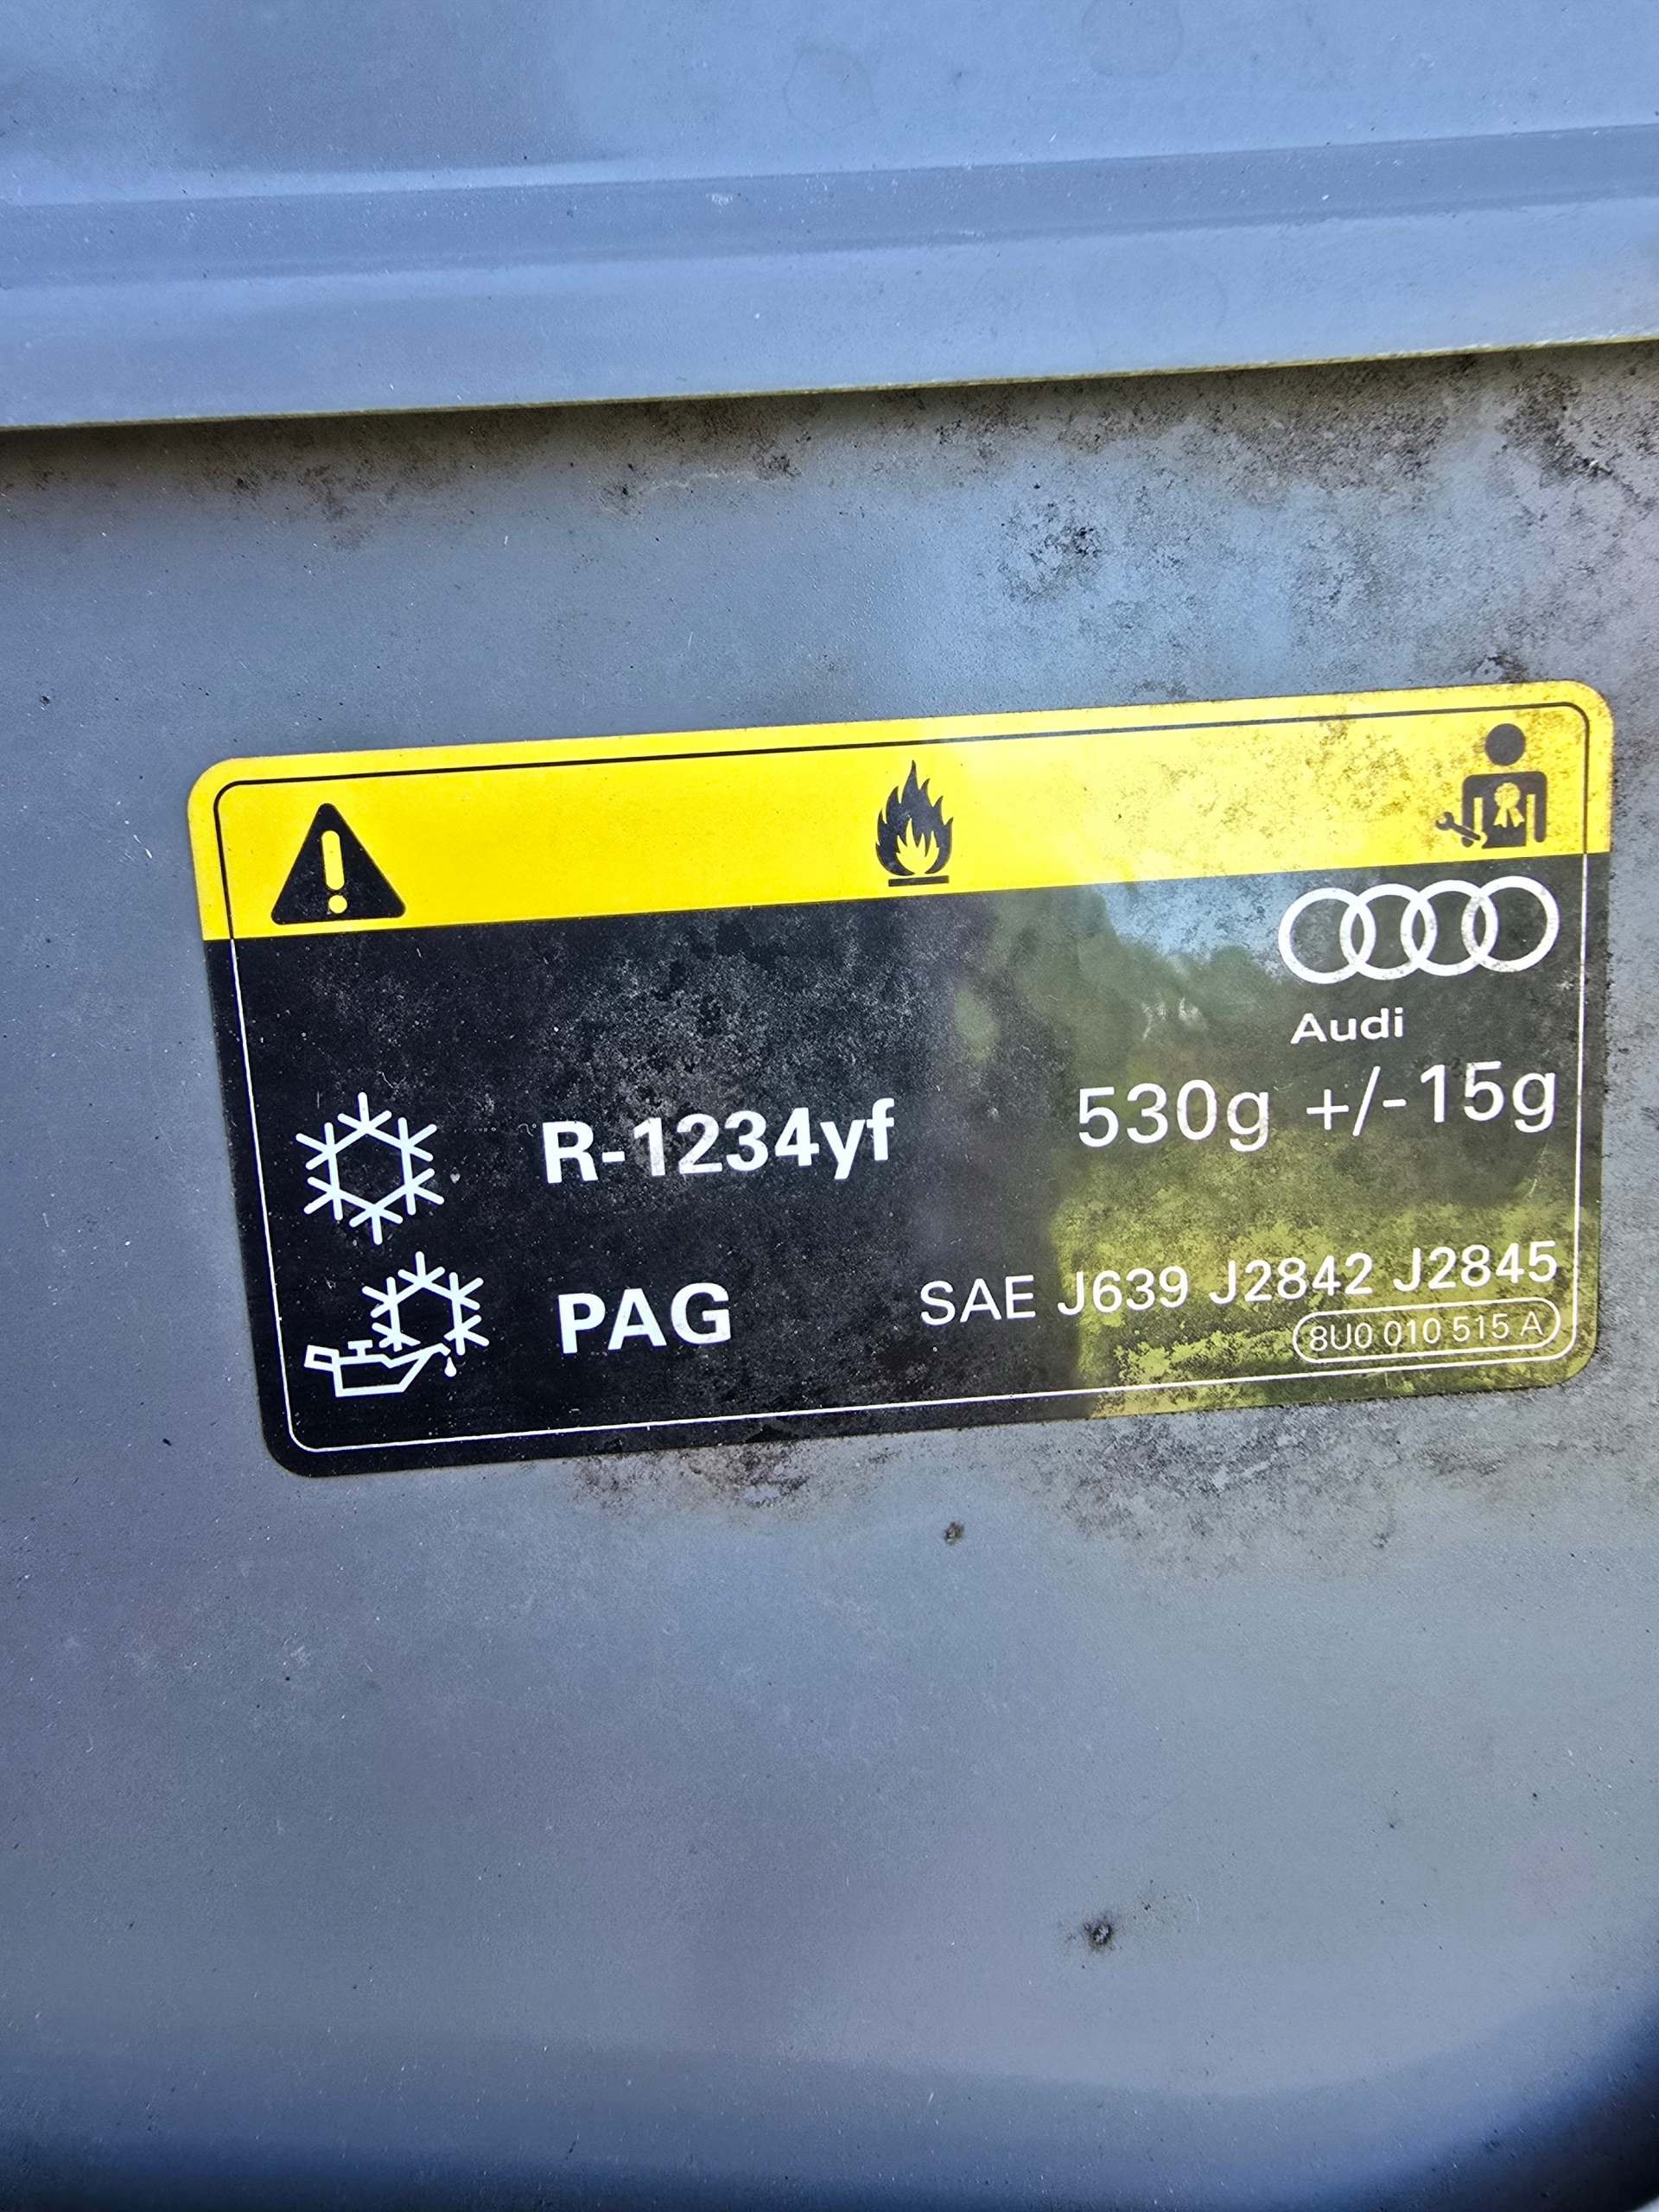 Audi
R-1234yf 530g +/-15g
PAG SAE J639 J2842 J2845
8U0 010 515 A